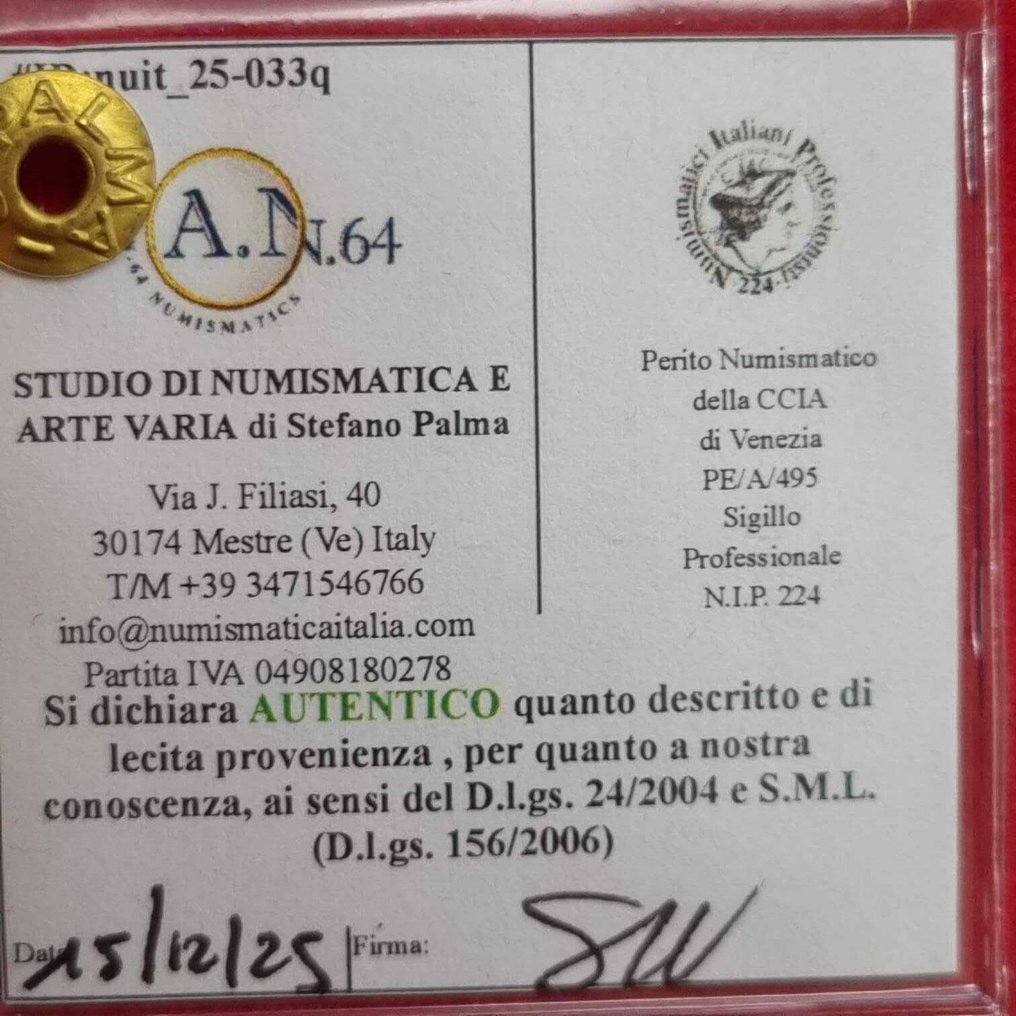 nuit_25-033q
PALMA
A.N.64
NUMISMATICS
STUDIO DI NUMISMATICA E
ARTE VARIA di Stefano Palma
Via J. Filiasi, 40
30174 Mestre (Ve) Italy
T/M +39 3471546766
info@numismaticaitalia.com
Partita IVA 04908180278
Numismatici Italiani Professionisti
224
Perito Numismatico
della CCIA
di Venezia
PE/A/495
Sigillo
Professionale
N.I.P. 224
Si dichiara AUTENTICO quanto descritto e di
lecita provenienza , per quanto a nostra
conoscenza, ai sensi del D.l.gs. 24/2004 e S.M.L.
(D.l.gs. 156/2006)
15/12/25 Firma: